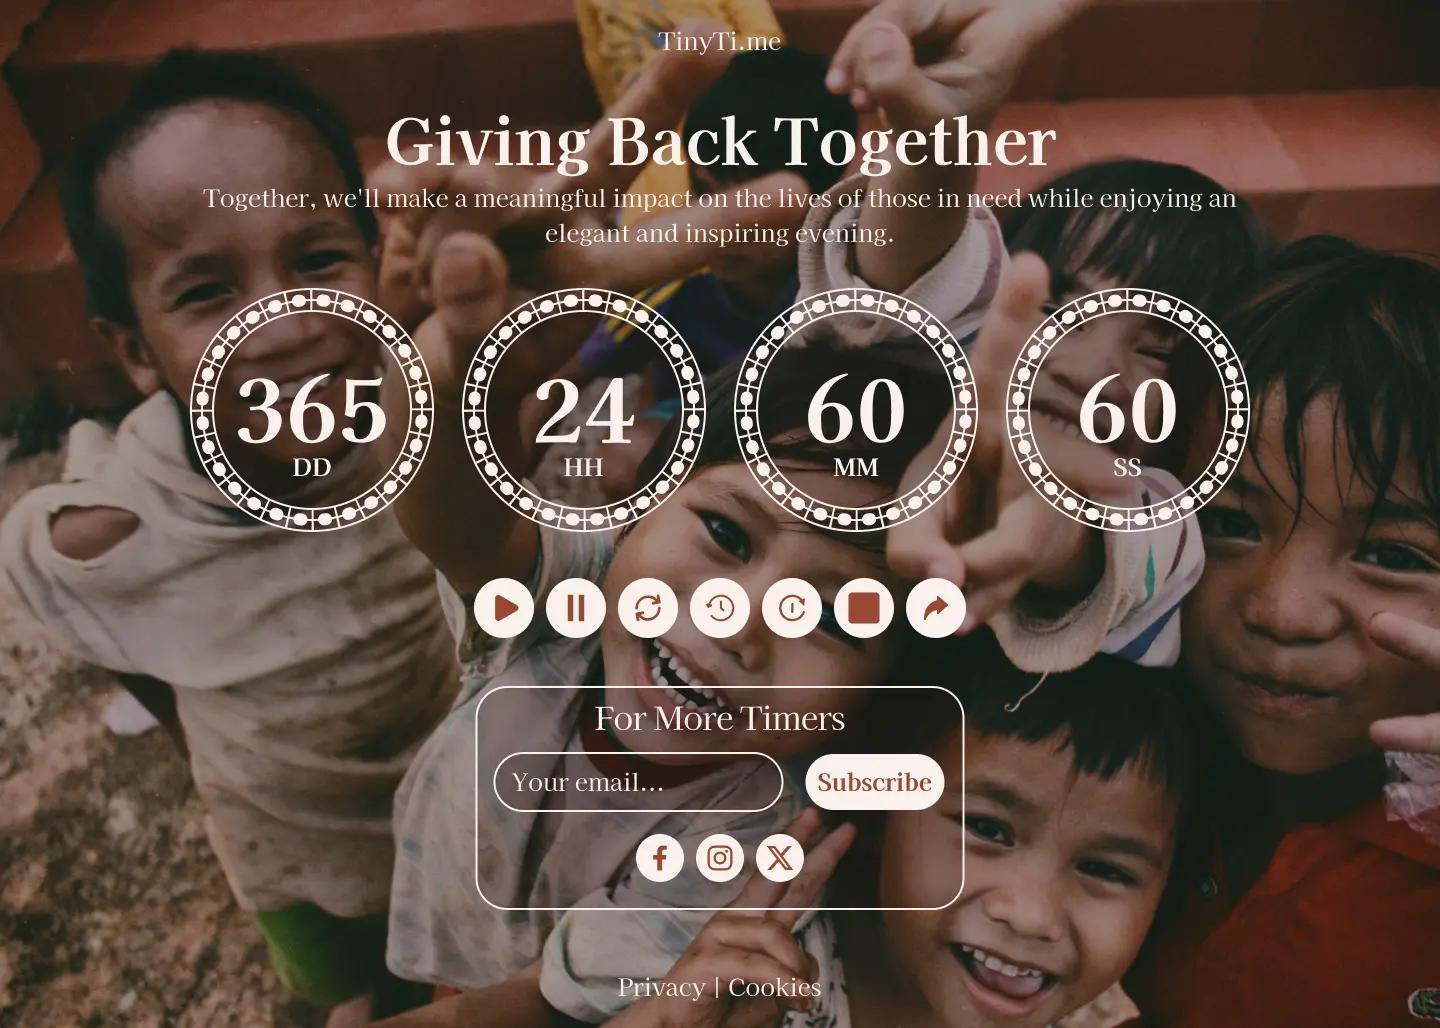 TinyTi.me
Giving Back Together
Together, we'll make a meaningful impact on the lives of those in need while enjoying an
elegant and inspiring evening.
365
DD
24
HH
60
MM
60
SS
For More Timers
Your email...
Subscribe
Privacy | Cookies